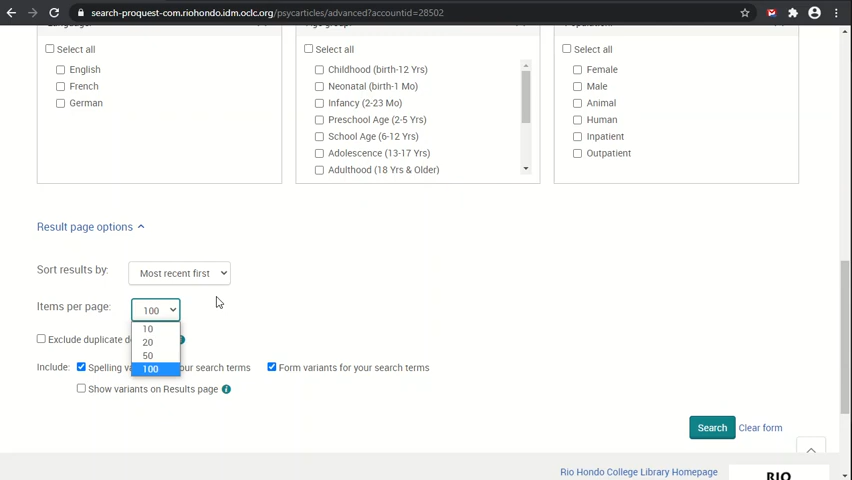 search-proquest-com.riohondo.idm.oclc.org/psycarticles/advanced?accountid=28502
Select all
English
French
German
Select all
Childhood (birth-12 Yrs)
Neonatal (birth-1 Mo)
Infancy (2-23 Mo)
Preschool Age (2-5 Yrs)
School Age (6-12 Yrs)
Adolescence (13-17 Yrs)
Adulthood (18 Yrs & Older)
Select all
Female
Male
Animal
Human
Inpatient
Outpatient
Result page options
Sort results by: Most recent first
Items per page: 100
10
20
50
100
Exclude duplicate d
Include: Spelling va ur search terms Form variants for your search terms
Show variants on Results page
Search Clear form
Rio Hondo College Library Homepage
RIO